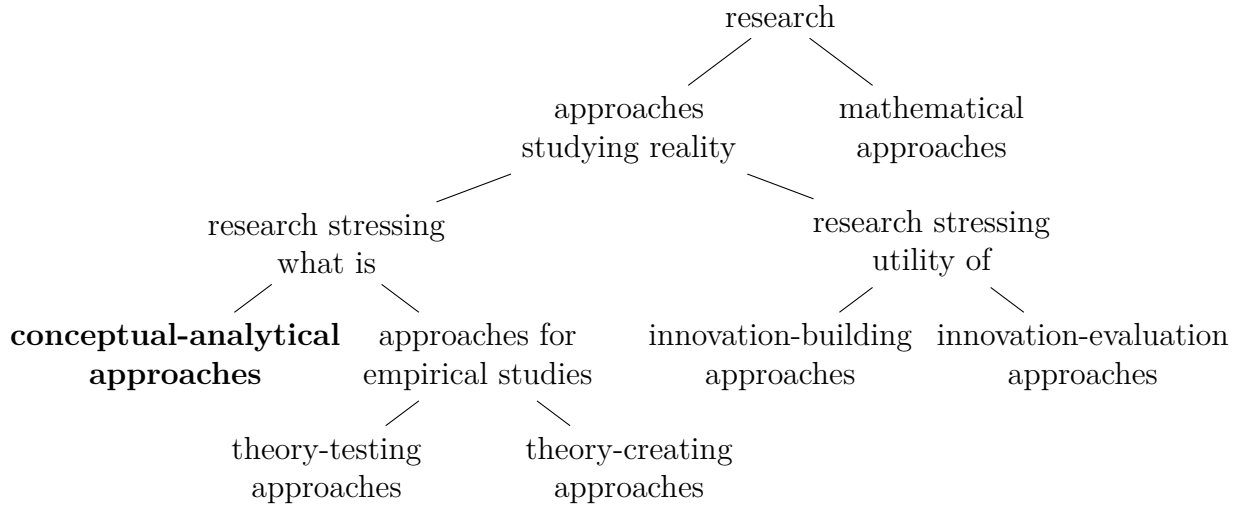 research
approaches
studying reality
mathematical
approaches
research stressing
what is
research stressing
utility of
conceptual-analytical
approaches
approaches for
empirical studies
innovation-building
approaches
innovation-evaluation
approaches
theory-testing
approaches
theory-creating
approaches